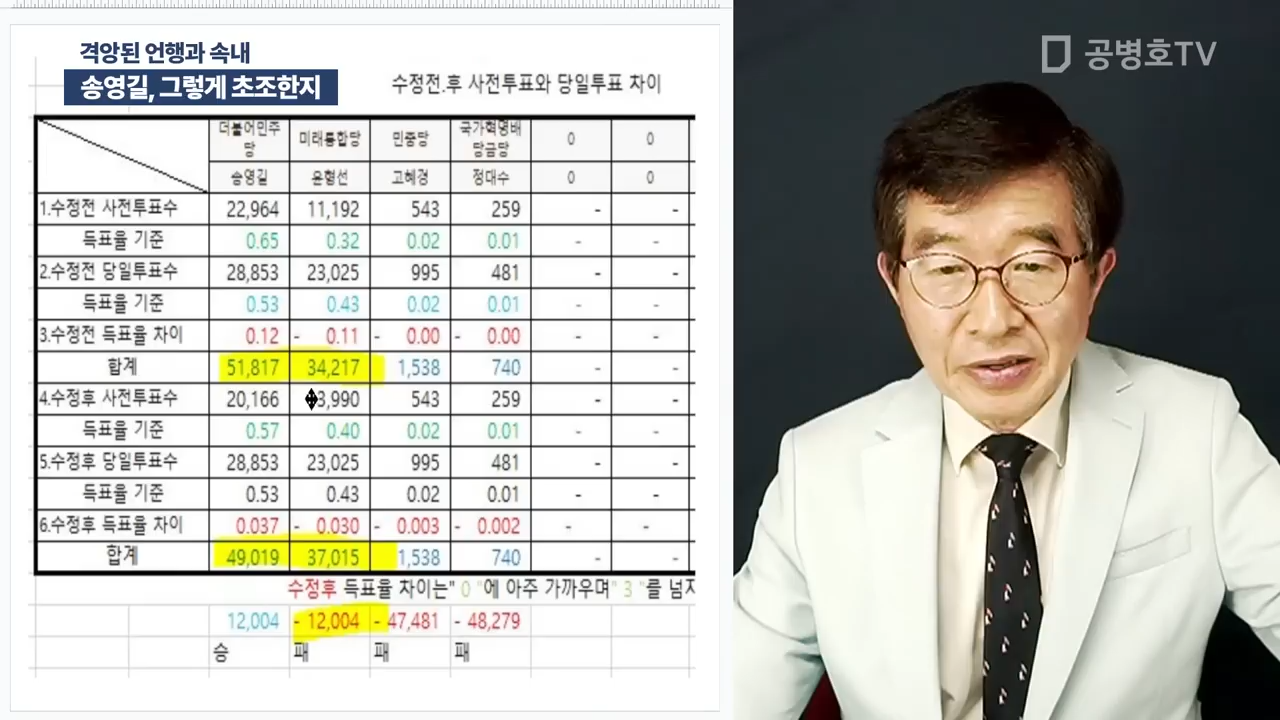 격앙된 언행과 속내
송영길, 그렇게 초조한지
공병호TV
수정전.후 사전투표와 당일투표 차이
더불어민주당 미래통합당 민중당 국가혁명배당금당 0 0
송영길 윤형선 고혜경 정대수 0 0
1.수정전 사전투표수 22,964 11,192 543 259 - -
득표율 기준 0.65 0.32 0.02 0.01 - -
2.수정전 당일투표수 28,853 23,025 995 481 - -
득표율 기준 0.53 0.43 0.02 0.01 - -
3.수정전 득표율 차이 0.12 - 0.11 - 0.00 - 0.00 - -
합계 51,817 34,217 1,538 740 - -
4.수정후 사전투표수 20,166 3,990 543 259 - -
득표율 기준 0.57 0.40 0.02 0.01 - -
5.수정후 당일투표수 28,853 23,025 995 481 - -
득표율 기준 0.53 0.43 0.02 0.01 - -
6.수정후 득표율 차이 0.037 - 0.030 - 0.003 - 0.002 - -
합계 49,019 37,015 1,538 740 - -
수정후 득표율 차이는" 0 "에 아주 가까우며" 3 "를 넘지
12,004 - 12,004 - 47,481 - 48,279
승 패 패 패